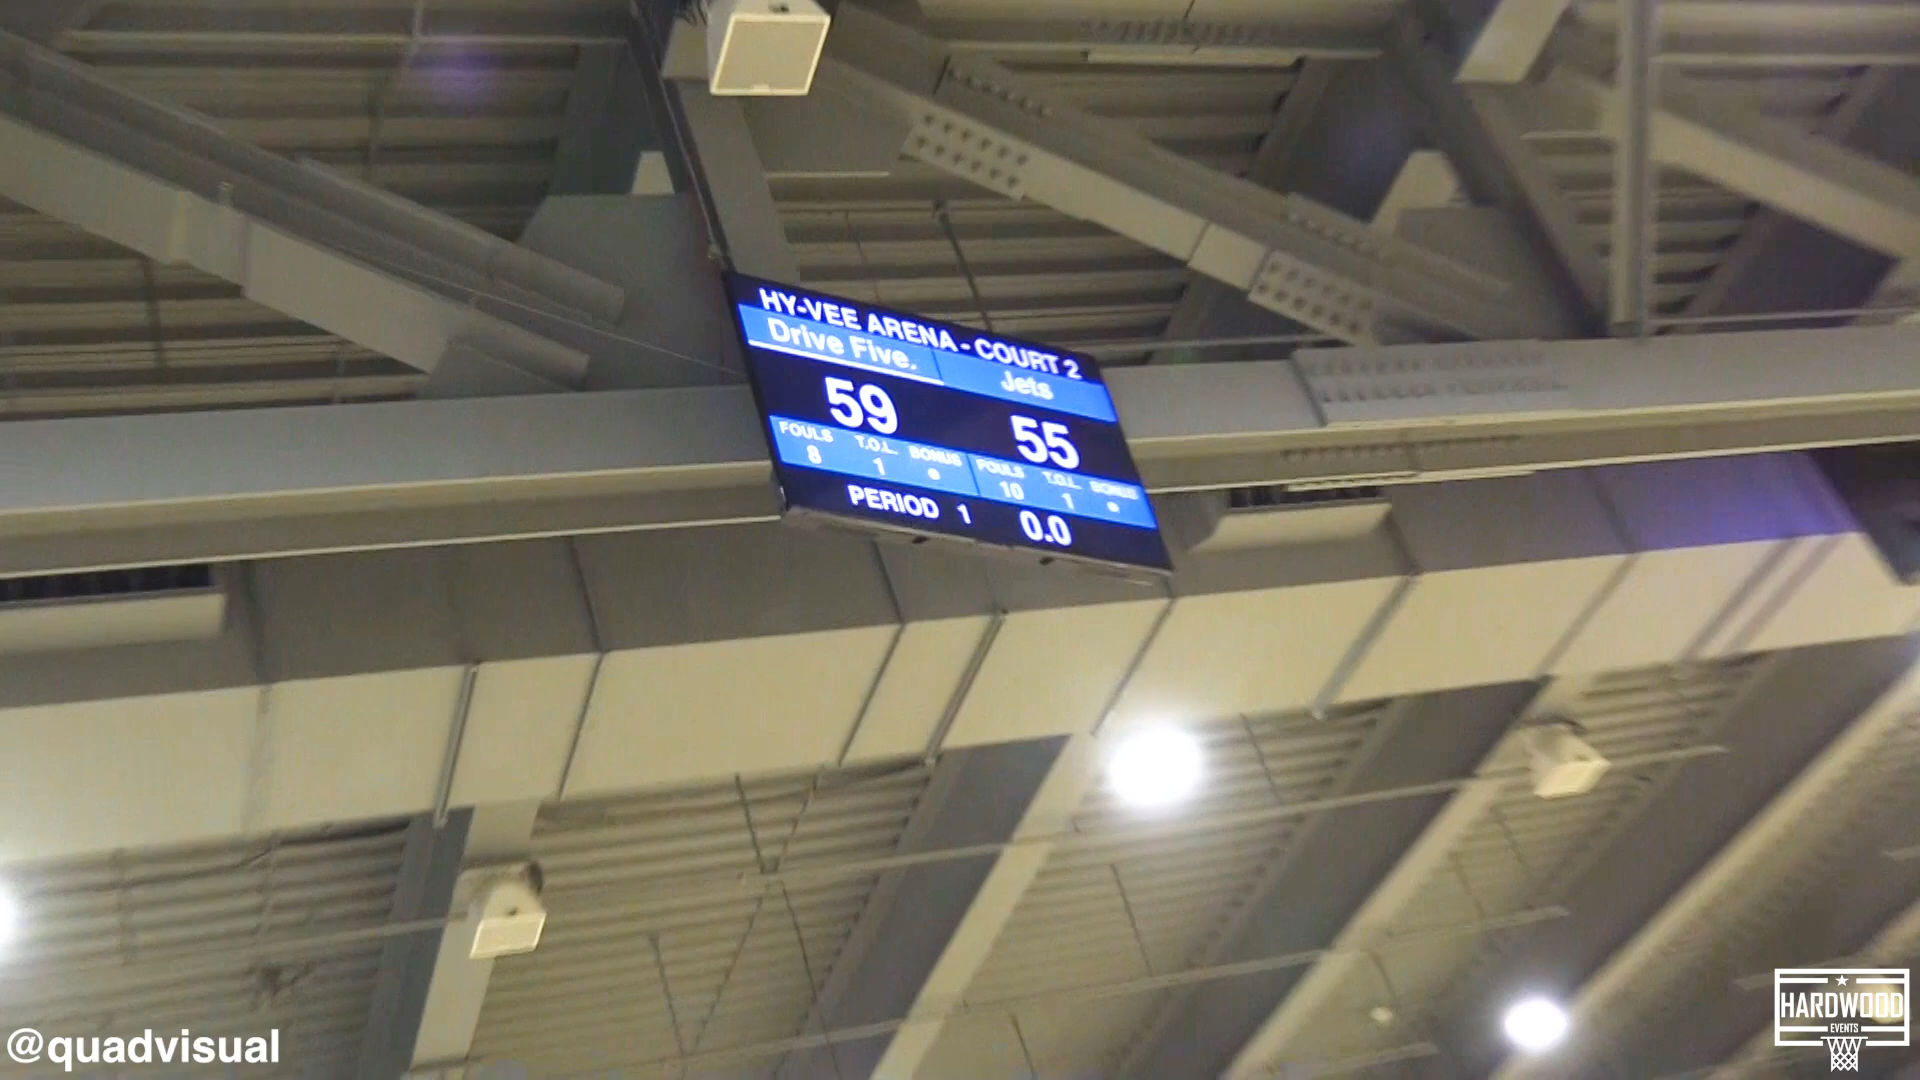 HY-VEE ARENA - COURT 2
Drive Five. Jets
59 55
FOULS T.O.L. BONUS FOULS T.O.L. BONUS
8 1 10 1
PERIOD 1 0.0
@quadvisual
HARDWOOD
EVENTS